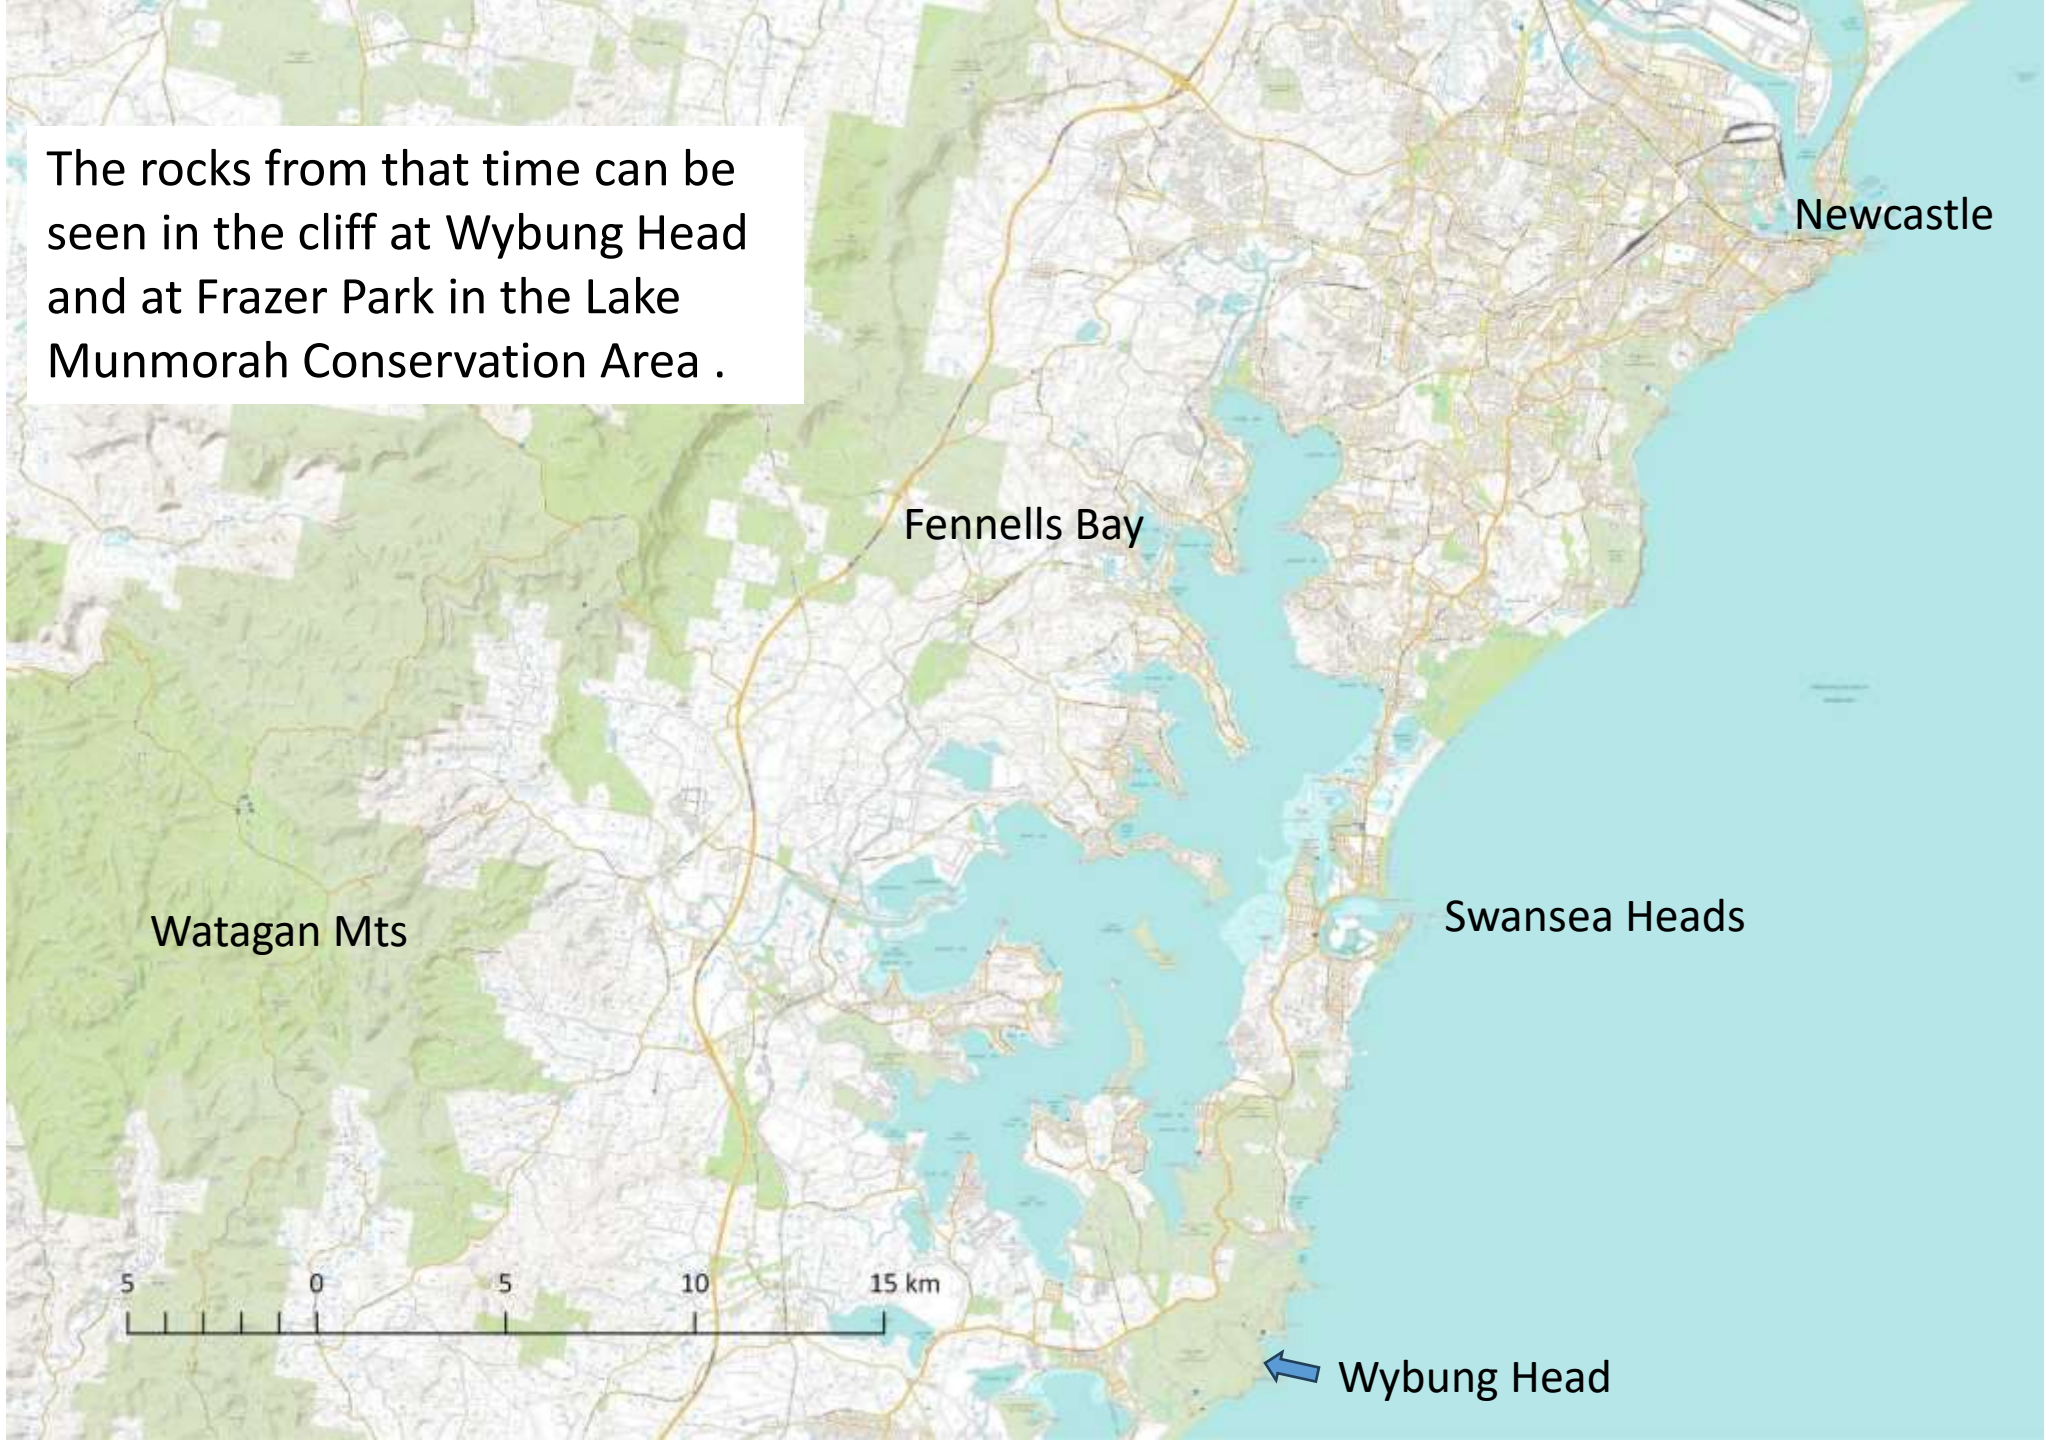 The rocks from that time can be
seen in the cliff at Wybung Head
and at Frazer Park in the Lake
Munmorah Conservation Area .
Newcastle
Fennells Bay
Swansea Heads
Watagan Mts
5 0 5 10 15 km
Wybung Head